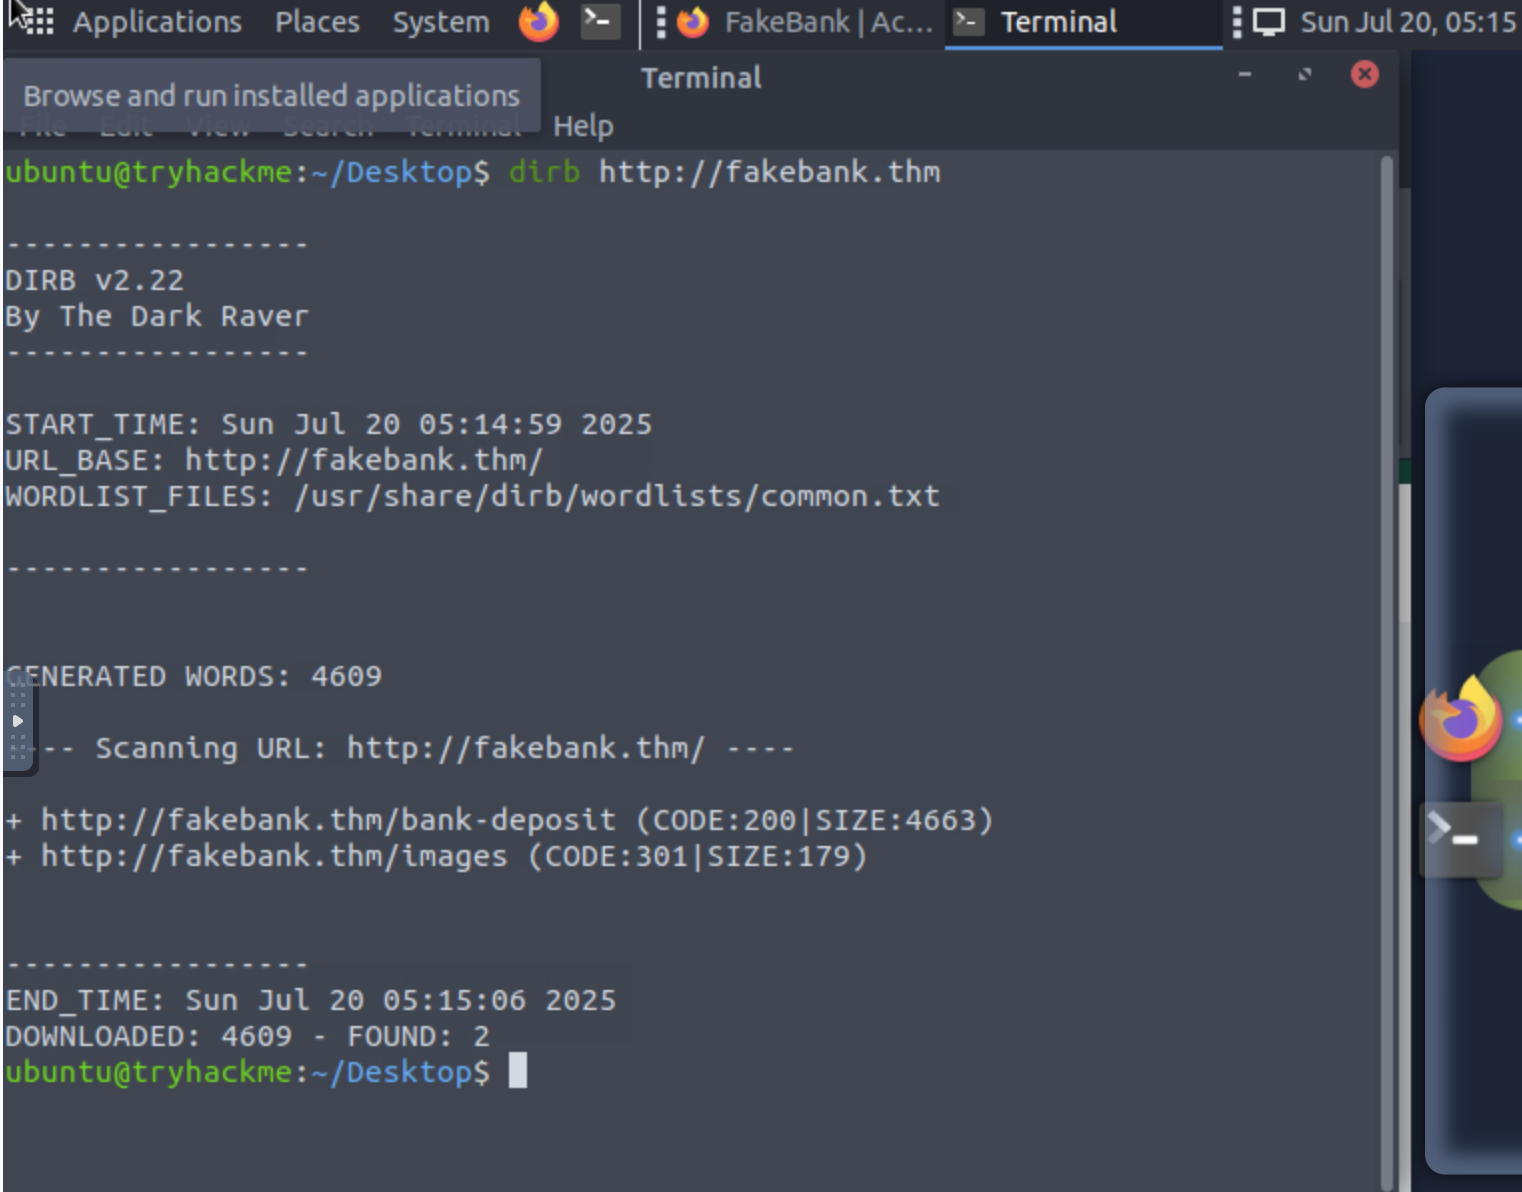 Applications Places System FakeBank | Ac... Terminal Sun Jul 20, 05:15
Terminal
Browse and run installed applications
File Edit View Search Terminal Help
ubuntu@tryhackme:~/Desktop$ dirb http://fakebank.thm
-----------------
DIRB v2.22
By The Dark Raver
-----------------
START_TIME: Sun Jul 20 05:14:59 2025
URL_BASE: http://fakebank.thm/
WORDLIST_FILES: /usr/share/dirb/wordlists/common.txt
-----------------
GENERATED WORDS: 4609
---- Scanning URL: http://fakebank.thm/ ----
+ http://fakebank.thm/bank-deposit (CODE:200|SIZE:4663)
+ http://fakebank.thm/images (CODE:301|SIZE:179)
-----------------
END_TIME: Sun Jul 20 05:15:06 2025
DOWNLOADED: 4609 - FOUND: 2
ubuntu@tryhackme:~/Desktop$